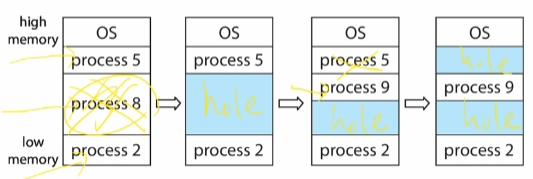 high
memory
low
memory
OS
process 5
process 8
process 2
OS
process 5
hole
process 2
OS
process 5
process 9
hole
process 2
OS
hole
process 9
hole
process 2